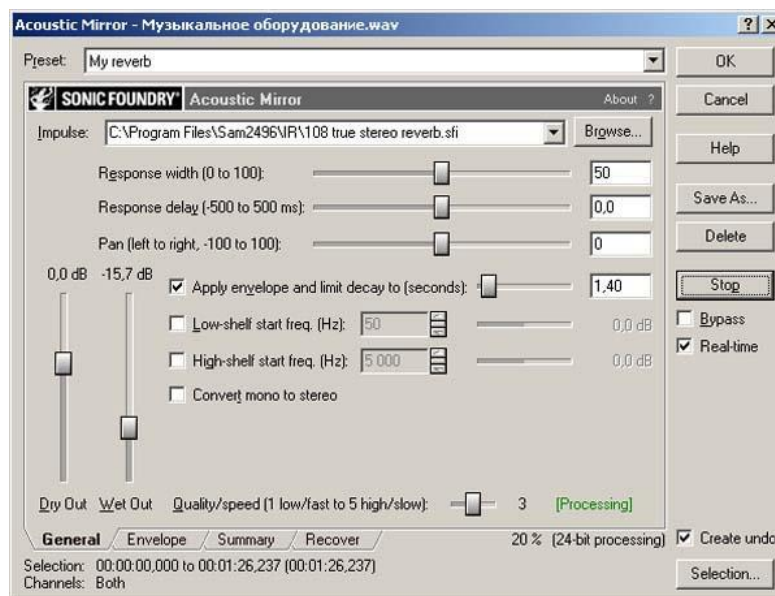 Acoustic Mirror - Музыкальное оборудование.wav
Preset: My reverb
OK
SONIC FOUNDRY Acoustic Mirror About ?
Cancel
Impulse: C:\Program Files\Sam2496\IR\108 true stereo reverb.sfi Browse...
Help
Response width (0 to 100): 50
Response delay (-500 to 500 ms): 0,0
Save As...
Pan (left to right, -100 to 100): 0
Delete
0,0 dB -15,7 dB
Apply envelope and limit decay to (seconds): 1,40
Stop
Low-shelf start freq. (Hz): 50 0,0 dB
Bypass
High-shelf start freq. (Hz): 5 000 0,0 dB
Real-time
Convert mono to stereo
Dry Out Wet Out Quality/speed (1 low/fast to 5 high/slow): 3 [Processing]
General Envelope Summary Recover 20 % (24-bit processing)
Create undo
Selection: 00:00:00,000 to 00:01:26,237 (00:01:26,237)
Channels: Both
Selection...